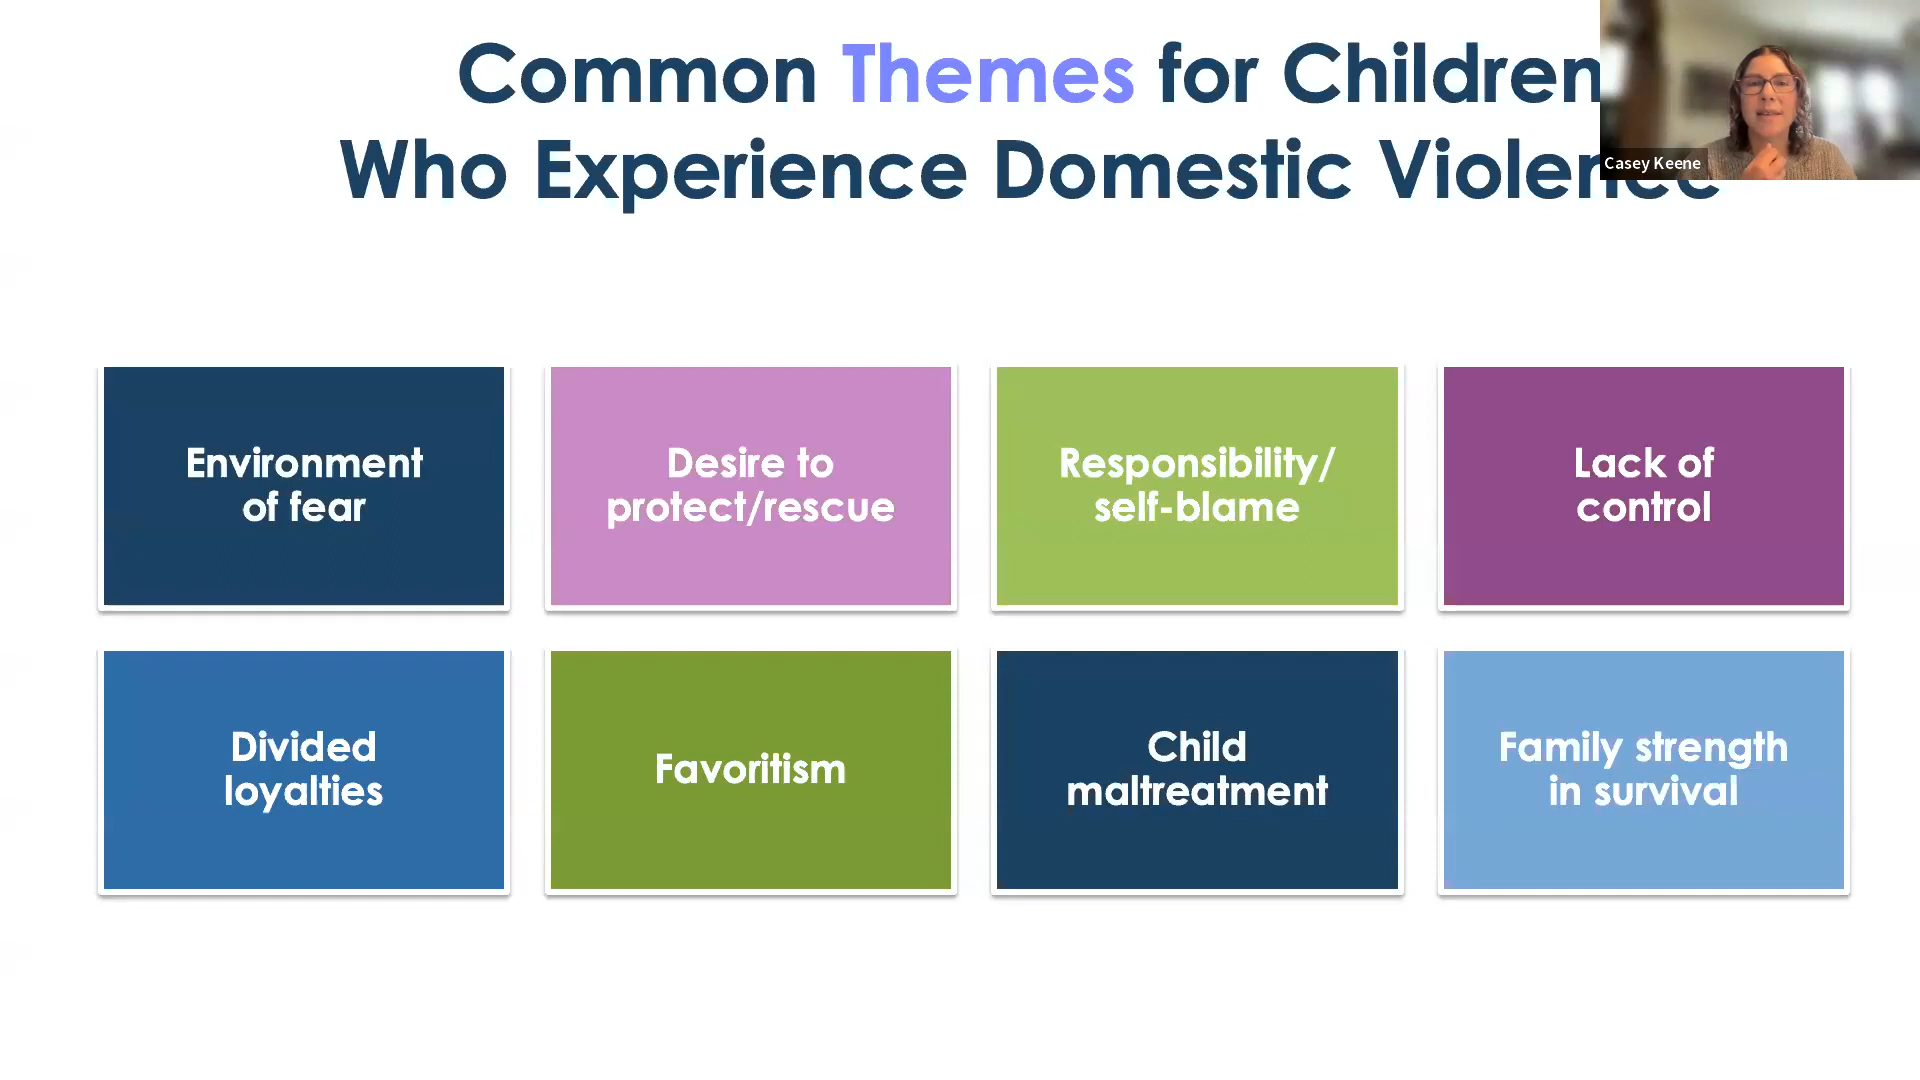 Common Themes for Children
Who Experience Domestic Violence
Casey Keene
Environment
of fear
Desire to
protect/rescue
Responsibility/
self-blame
Lack of
control
Divided
loyalties
Favoritism
Child
maltreatment
Family strength
in survival